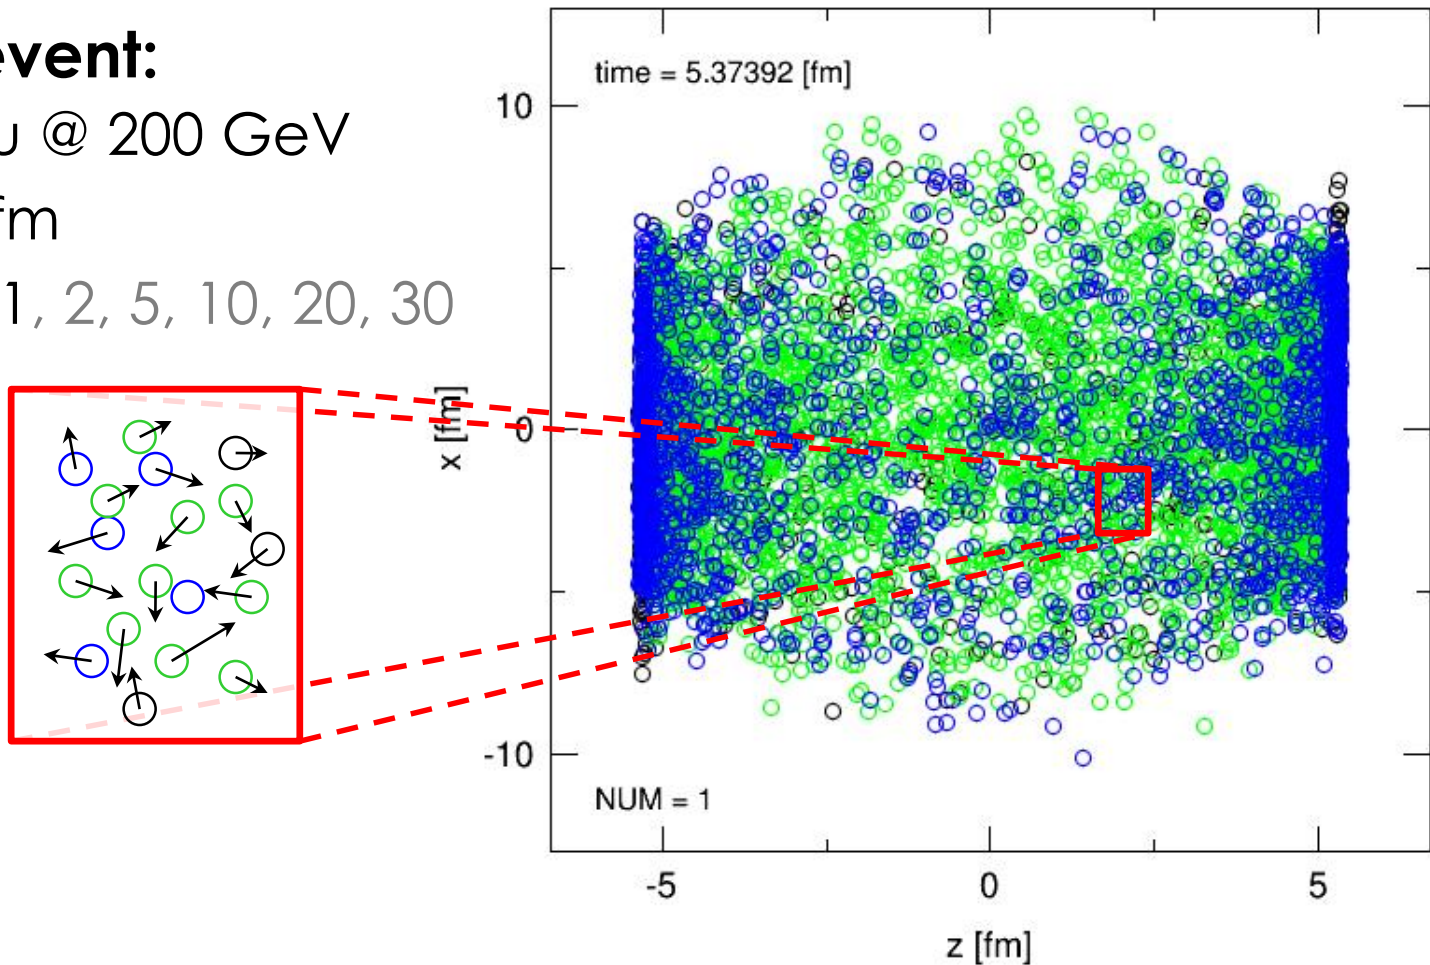 event:
u @ 200 GeV
fm
1, 2, 5, 10, 20, 30
time = 5.37392 [fm]
10
0
-10
x [fm]
NUM = 1
-5
0
5
z [fm]